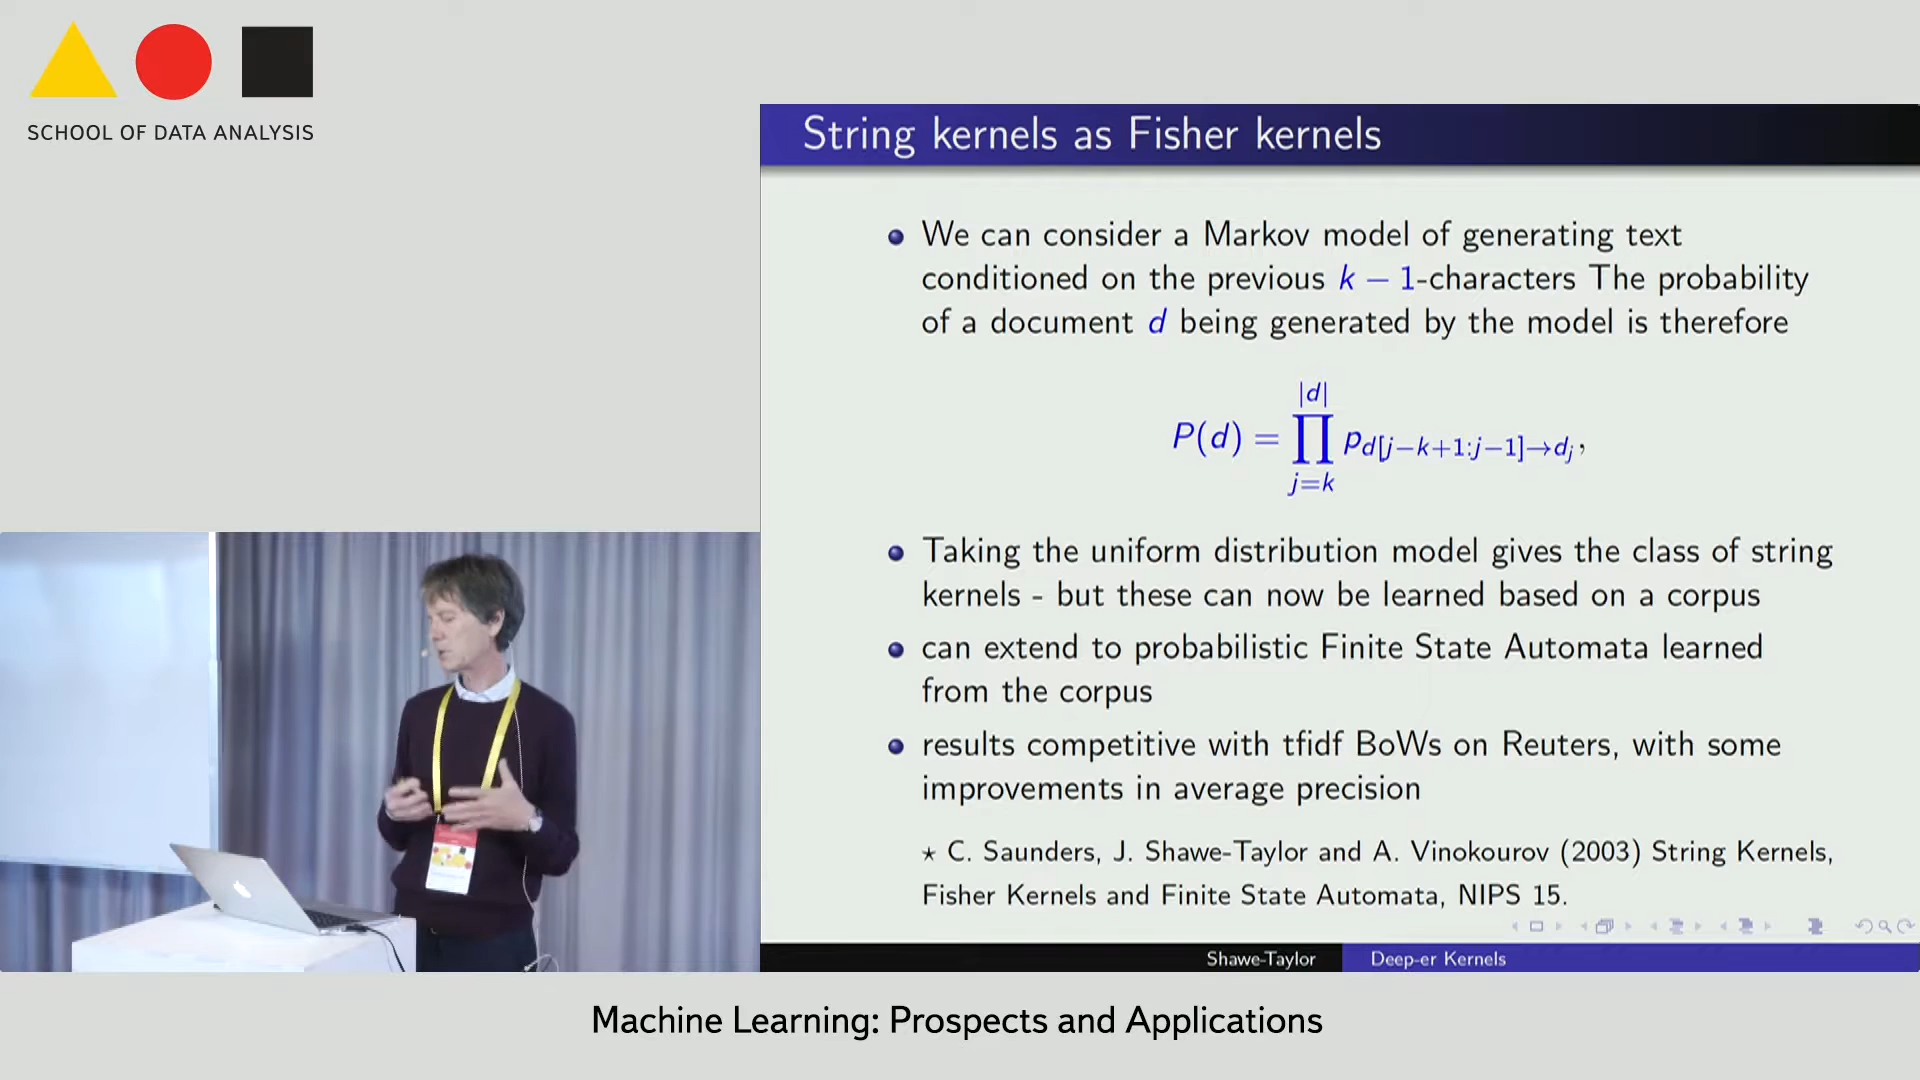 SCHOOL OF DATA ANALYSIS
String kernels as Fisher kernels
We can consider a Markov model of generating text
conditioned on the previous k − 1-characters The probability
of a document d being generated by the model is therefore
P(d) = ∏_{j=k}^{|d|} p_{d[j−k+1:j−1]→d_j},
Taking the uniform distribution model gives the class of string
kernels - but these can now be learned based on a corpus
can extend to probabilistic Finite State Automata learned
from the corpus
results competitive with tfidf BoWs on Reuters, with some
improvements in average precision
⋆ C. Saunders, J. Shawe-Taylor and A. Vinokourov (2003) String Kernels,
Fisher Kernels and Finite State Automata, NIPS 15.
Shawe-Taylor Deep-er Kernels
Machine Learning: Prospects and Applications